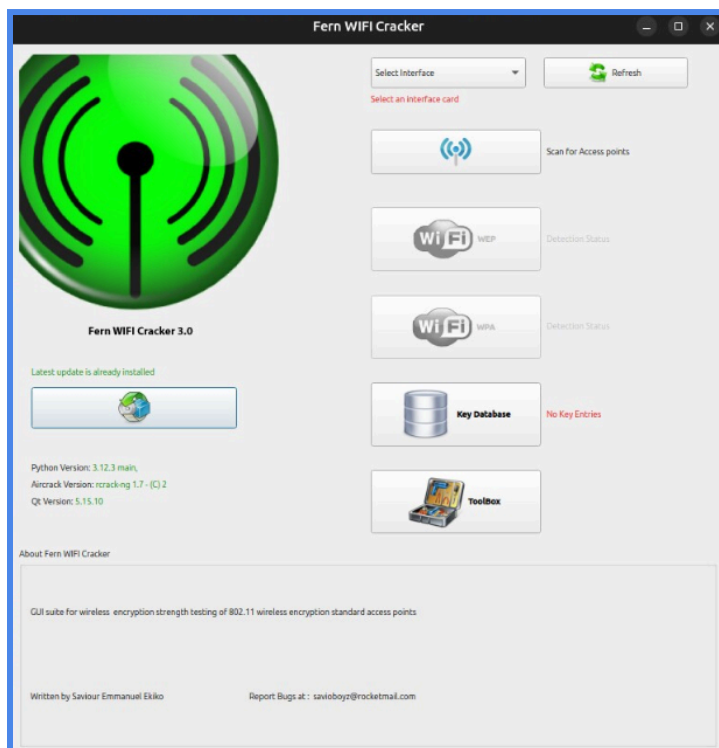 Fern WIFI Cracker
Select Interface
Refresh
Select an interface card
Scan for Access points
WiFi WEP
Detection Status
Fern WIFI Cracker 3.0
WiFi WPA
Detection Status
Latest update is already installed
Key Database
No Key Entries
Python Version: 3.12.3 main,
Aircrack Version: rcrack-ng 1.7 - (C) 2
Qt Version: 5.15.10
ToolBox
About Fern WIFI Cracker
GUI suite for wireless encryption strength testing of 802.11 wireless encryption standard access points
Written by Saviour Emmanuel Ekiko
Report Bugs at : savioboyz@rocketmail.com